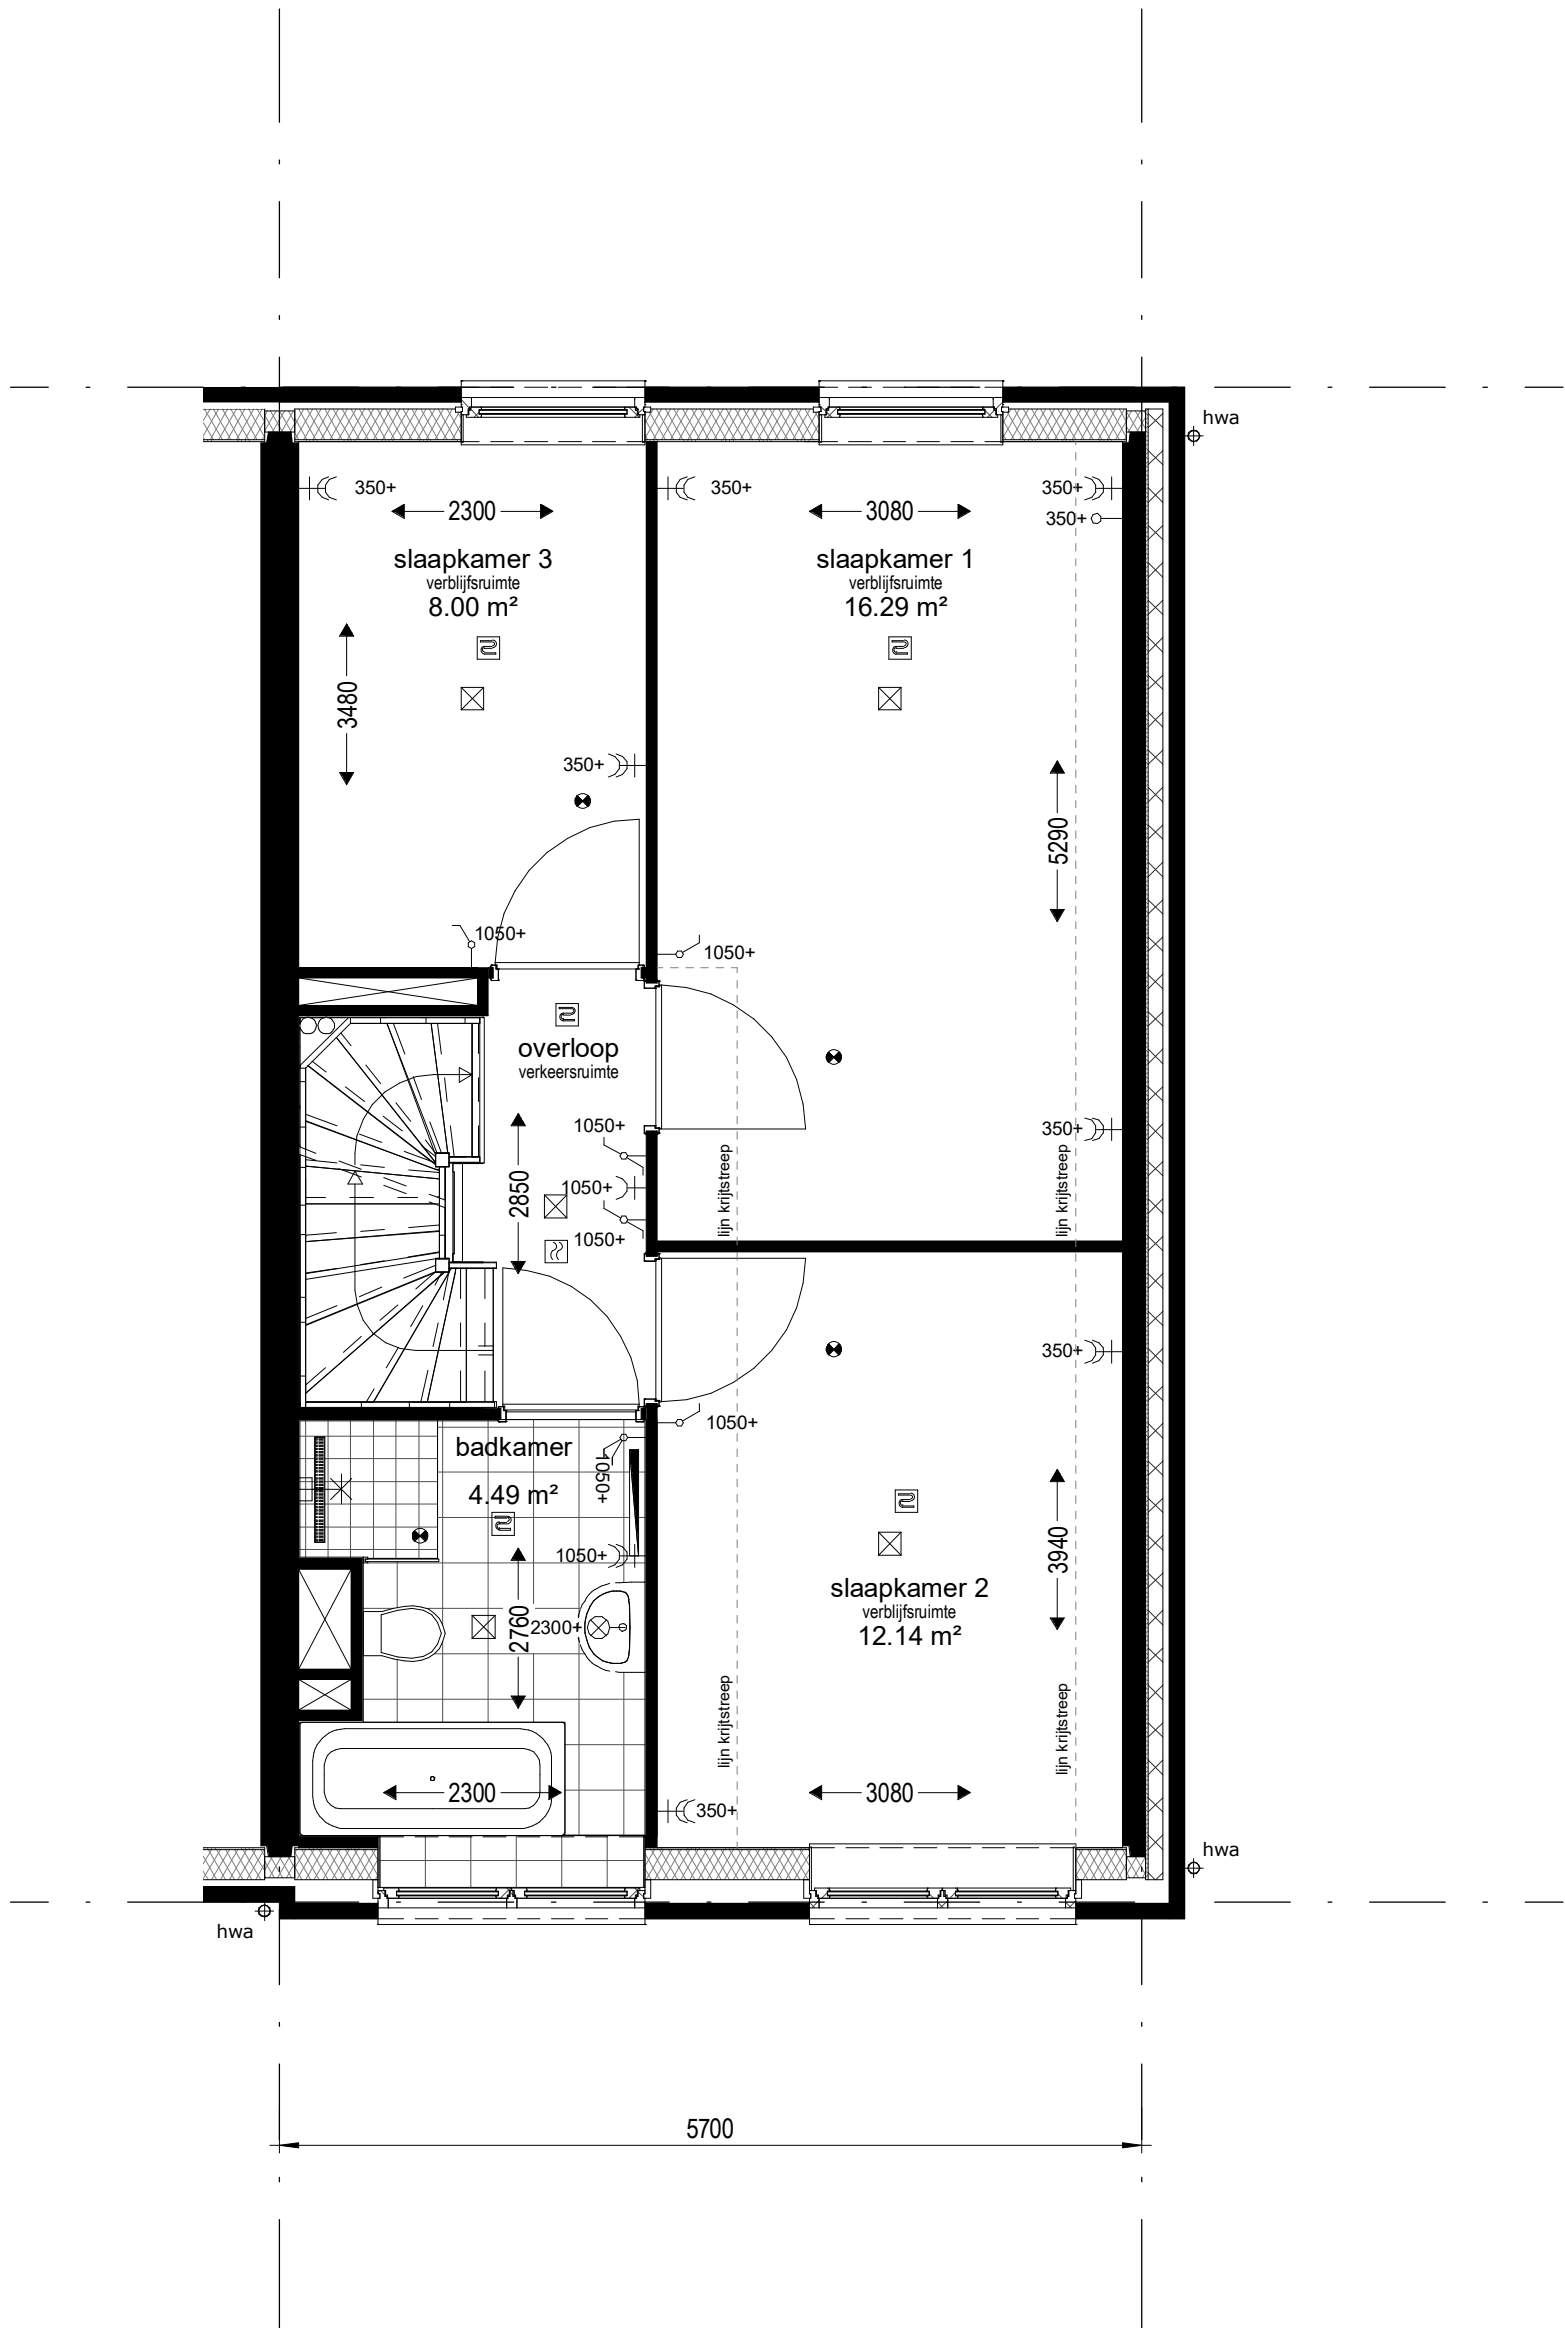 hwa
350+
350+
350+
2300
3080
350+
slaapkamer 3
verblijfsruimte
8.00 m²
slaapkamer 1
verblijfsruimte
16.29 m²
3480
350+
5290
1050+
1050+
overloop
verkeersruimte
1050+
350+
2850
1050+
1050+
lijn krijtstreep
lijn krijtstreep
350+
1050+
badkamer
4.49 m²
1050+
1050+
2760
2300+
3940
slaapkamer 2
verblijfsruimte
12.14 m²
lijn krijtstreep
lijn krijtstreep
2300
3080
350+
hwa
hwa
5700